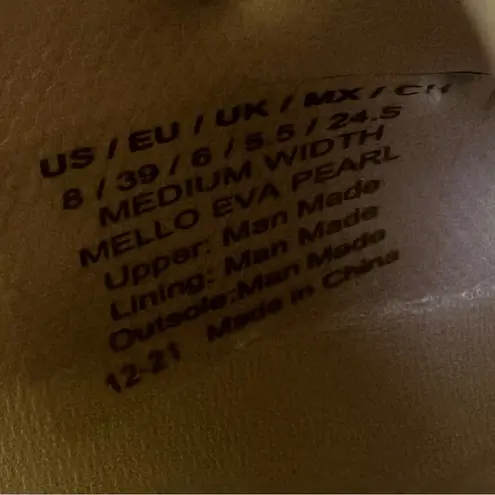 US / EU / UK / MX / CH
8 / 39 / 6 / 5.5 / 24.5
MEDIUM WIDTH
MELLO EVA PEARL
Upper: Man Made
Lining: Man Made
Outsole:Man Made
12-21 Made in China